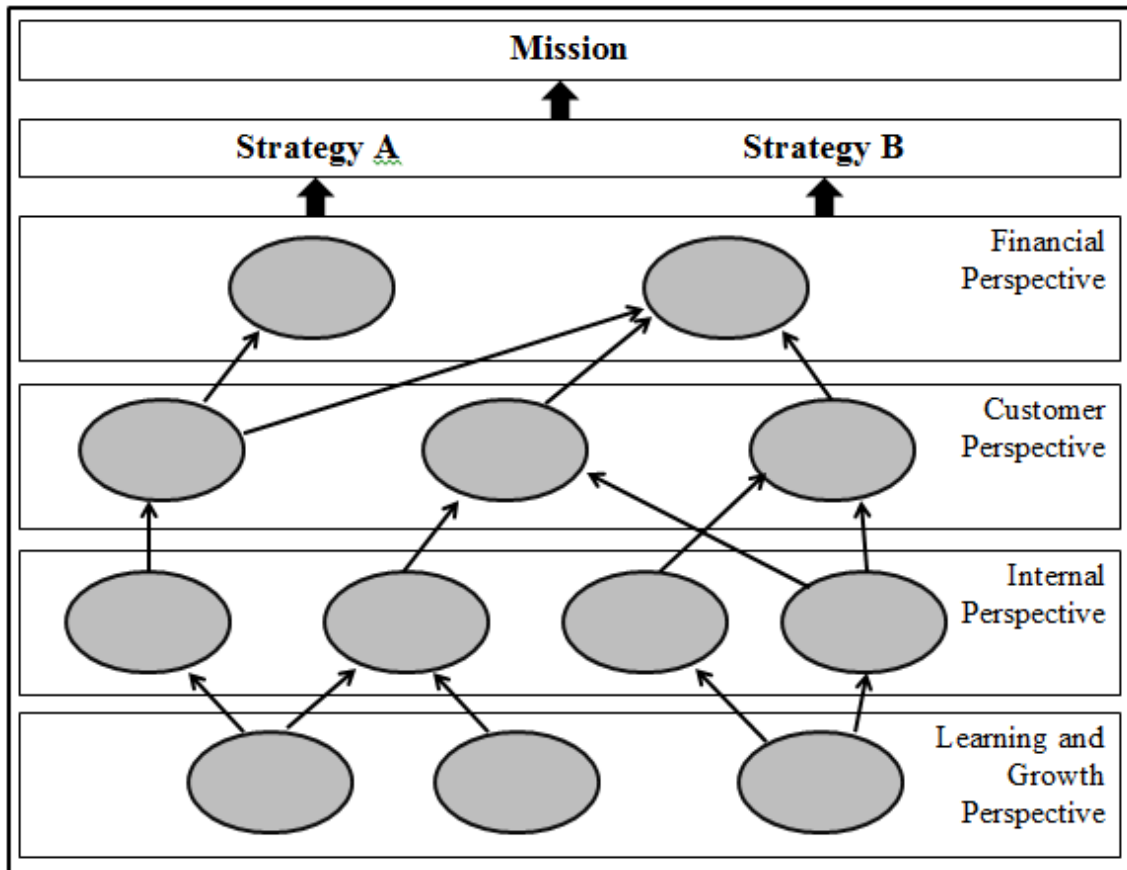 Mission
Strategy A
Strategy B
Financial
Perspective
Customer
Perspective
Internal
Perspective
Learning and
Growth
Perspective